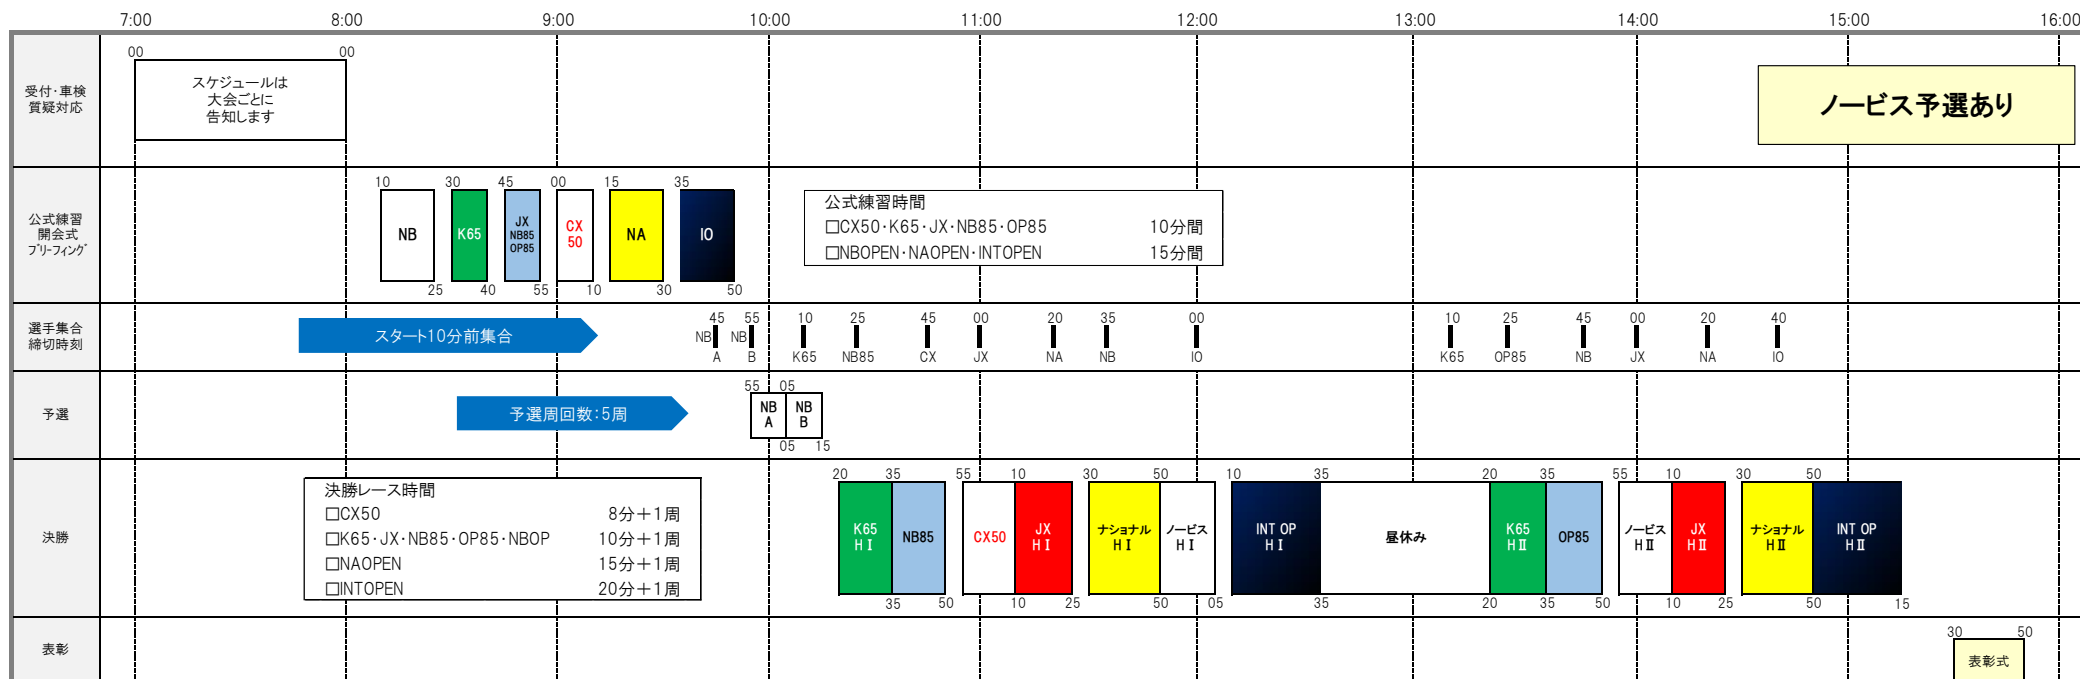 7:00 8:00 9:00 10:00 11:00 12:00 13:00 14:00 15:00 16:00
受付・車検
質疑対応
00 00
スケジュールは
大会ごとに
告知します
ノービス予選あり
公式練習
開会式
ブリーフィング
10 30 45 00 15 35
NB
K65
JX
NB85
OP85
CX
50
NA
IO
25 40 55 10 30 50
公式練習時間
□CX50・K65・JX・NB85・OP85 10分間
□NBOPEN・NAOPEN・INTOPEN 15分間
選手集合
締切時刻
スタート10分前集合
45 55 10 25 45 00 20 35 00 10 25 45 00 20 40
NB NB
A B K65 NB85 CX JX NA NB IO K65 OP85 NB JX NA IO
予選
予選周回数：5周
55 05
NB
A
NB
B
05 15
決勝
決勝レース時間
□CX50 8分＋1周
□K65・JX・NB85・OP85・NBOP 10分＋1周
□NAOPEN 15分＋1周
□INTOPEN 20分＋1周
20 35 55 10 30 50 10 35 20 35 55 10 30 50
K65
HⅠ
NB85
CX50
JX
HⅠ
ナショナル
HⅠ
ノービス
HⅠ
INT OP
HⅠ
昼休み
K65
HⅡ
OP85
ノービス
HⅡ
JX
HⅡ
ナショナル
HⅡ
INT OP
HⅡ
35 50 10 25 50 05 35 20 35 50 10 25 50 15
表彰
30 50
表彰式